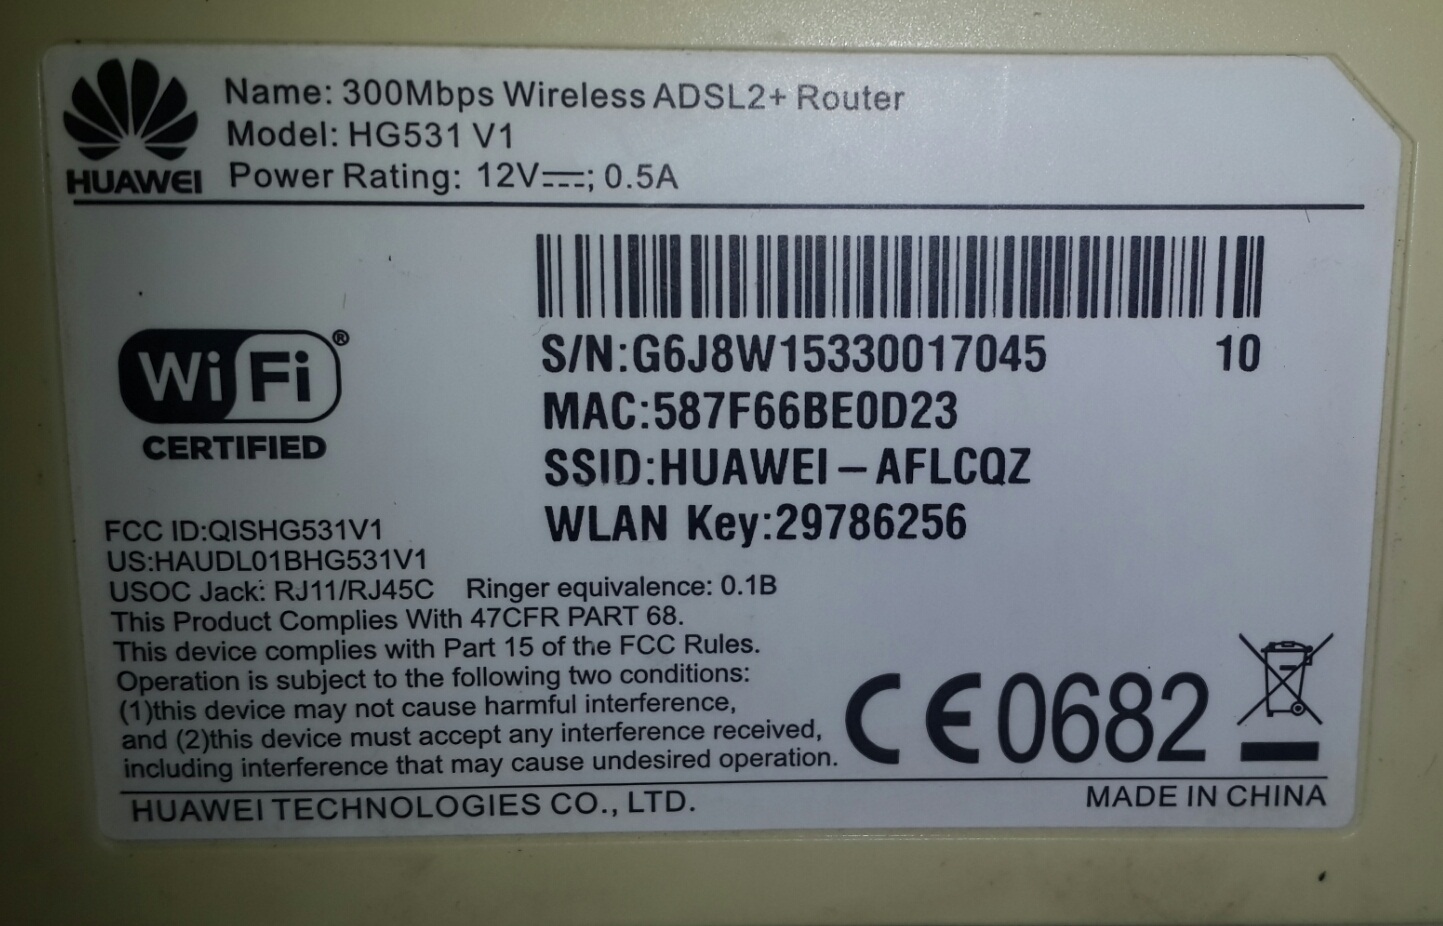 HUAWEI
Name: 300Mbps Wireless ADSL2+ Router
Model: HG531 V1
Power Rating: 12V⎓; 0.5A
WiFi®
CERTIFIED
S/N:G6J8W15330017045 10
MAC:587F66BE0D23
SSID:HUAWEI–AFLCQZ
WLAN Key:29786256
FCC ID:QISHG531V1
US:HAUDL01BHG531V1
USOC Jack: RJ11/RJ45C Ringer equivalence: 0.1B
This Product Complies With 47CFR PART 68.
This device complies with Part 15 of the FCC Rules.
Operation is subject to the following two conditions:
(1)this device may not cause harmful interference,
and (2)this device must accept any interference received,
including interference that may cause undesired operation.
CE0682
HUAWEI TECHNOLOGIES CO., LTD.
MADE IN CHINA